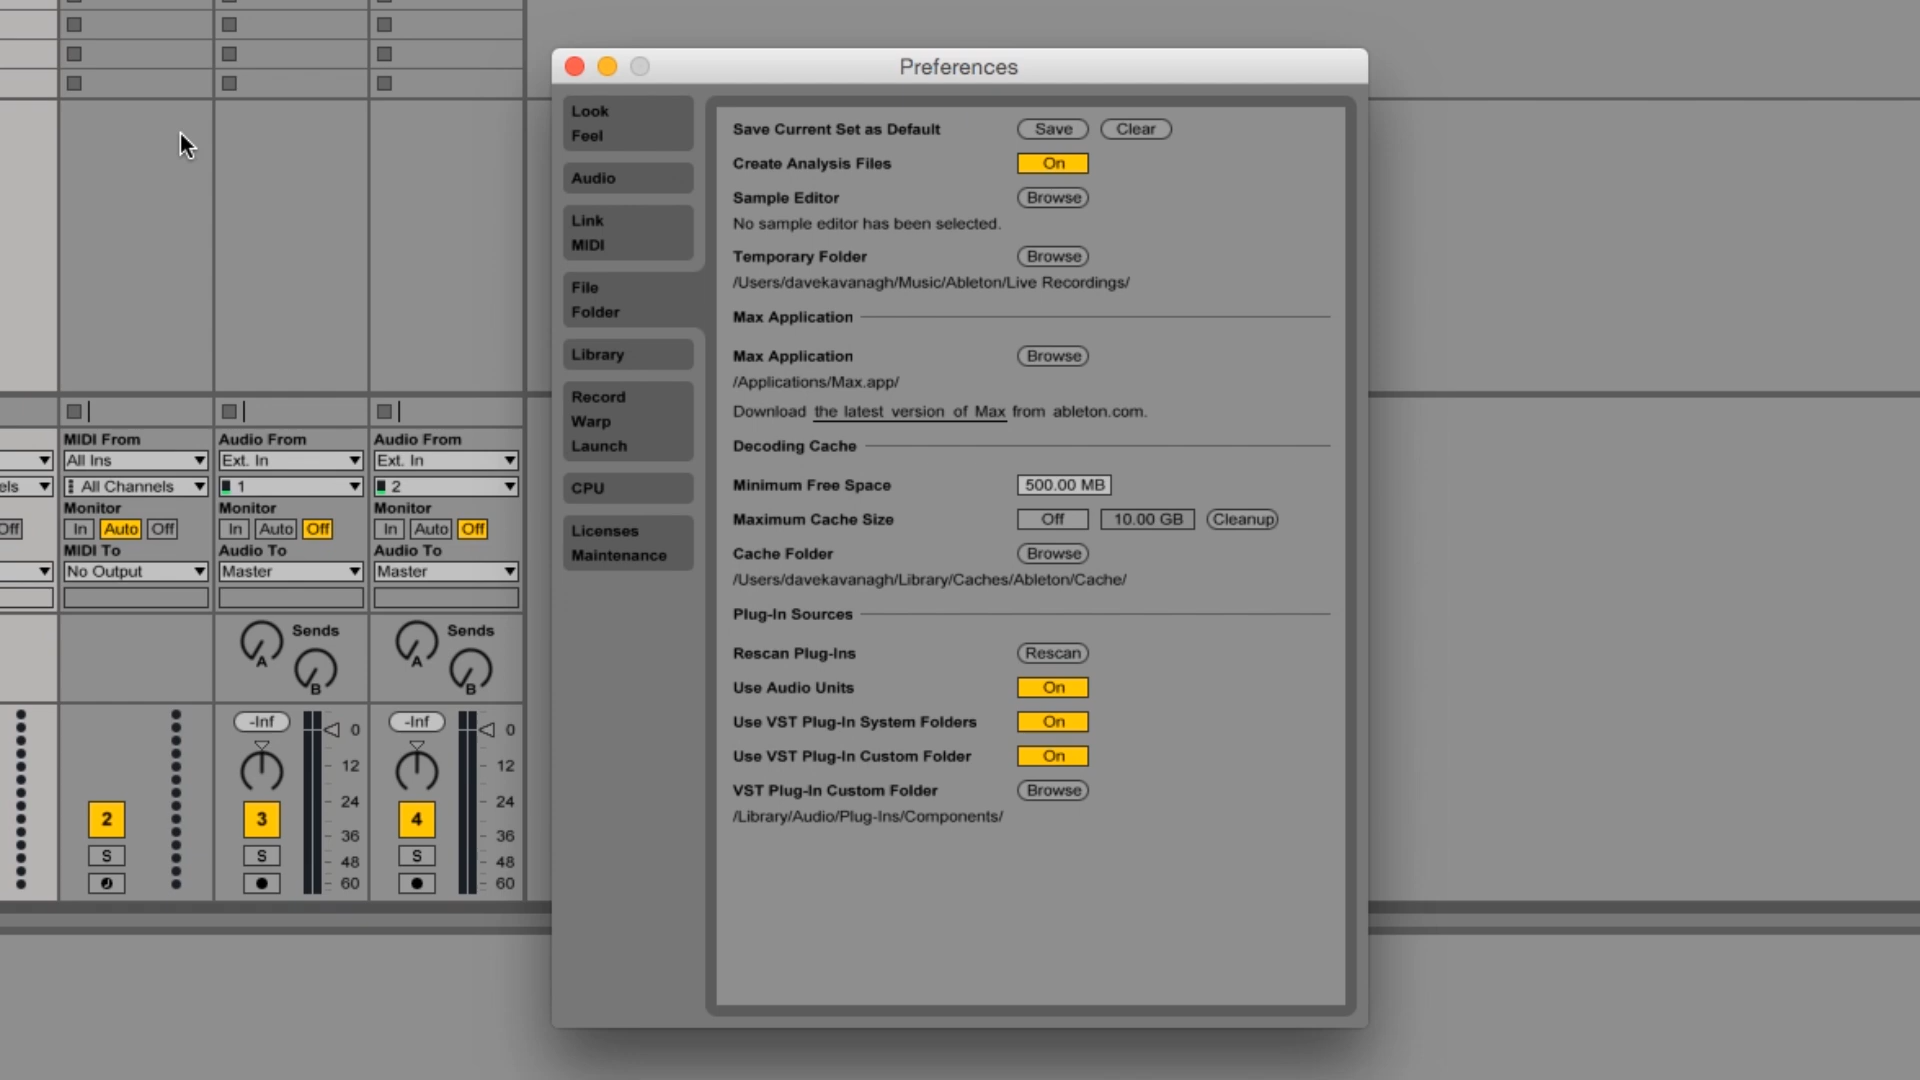 Preferences
Look
Feel
Audio
Link
MIDI
File
Folder
Library
Record
Warp
Launch
CPU
Licenses
Maintenance
Save Current Set as Default Save Clear
Create Analysis Files On
Sample Editor Browse
No sample editor has been selected.
Temporary Folder Browse
/Users/davekavanagh/Music/Ableton/Live Recordings/
Max Application
Max Application Browse
/Applications/Max.app/
Download the latest version of Max from ableton.com.
Decoding Cache
Minimum Free Space 500.00 MB
Maximum Cache Size Off 10.00 GB Cleanup
Cache Folder Browse
/Users/davekavanagh/Library/Caches/Ableton/Cache/
Plug-In Sources
Rescan Plug-Ins Rescan
Use Audio Units On
Use VST Plug-In System Folders On
Use VST Plug-In Custom Folder On
VST Plug-In Custom Folder Browse
/Library/Audio/Plug-Ins/Components/
MIDI From Audio From Audio From
All Ins Ext. In Ext. In
els All Channels 1 2
Monitor Monitor Monitor
Off In Auto Off In Auto Off In Auto Off
MIDI To Audio To Audio To
No Output Master Master
Sends Sends
A A
B B
-Inf 0 -Inf 0
12 12
24 24
2 3 4
36 36
S S S
48 48
60 60